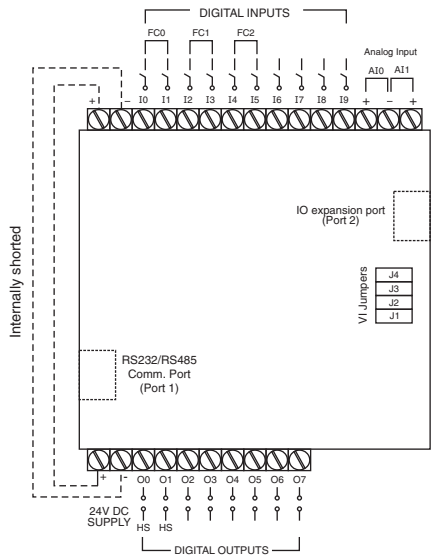 DIGITAL INPUTS
FC0 FC1 FC2
Analog Input
AI0 AI1
+ - I0 I1 I2 I3 I4 I5 I6 I7 I8 I9 + - +
IO expansion port
(Port 2)
Internally shorted
VI Jumpers
J4
J3
J2
J1
RS232/RS485
Comm. Port
(Port 1)
+ - O0 O1 O2 O3 O4 O5 O6 O7
24V DC
SUPPLY
HS HS
DIGITAL OUTPUTS